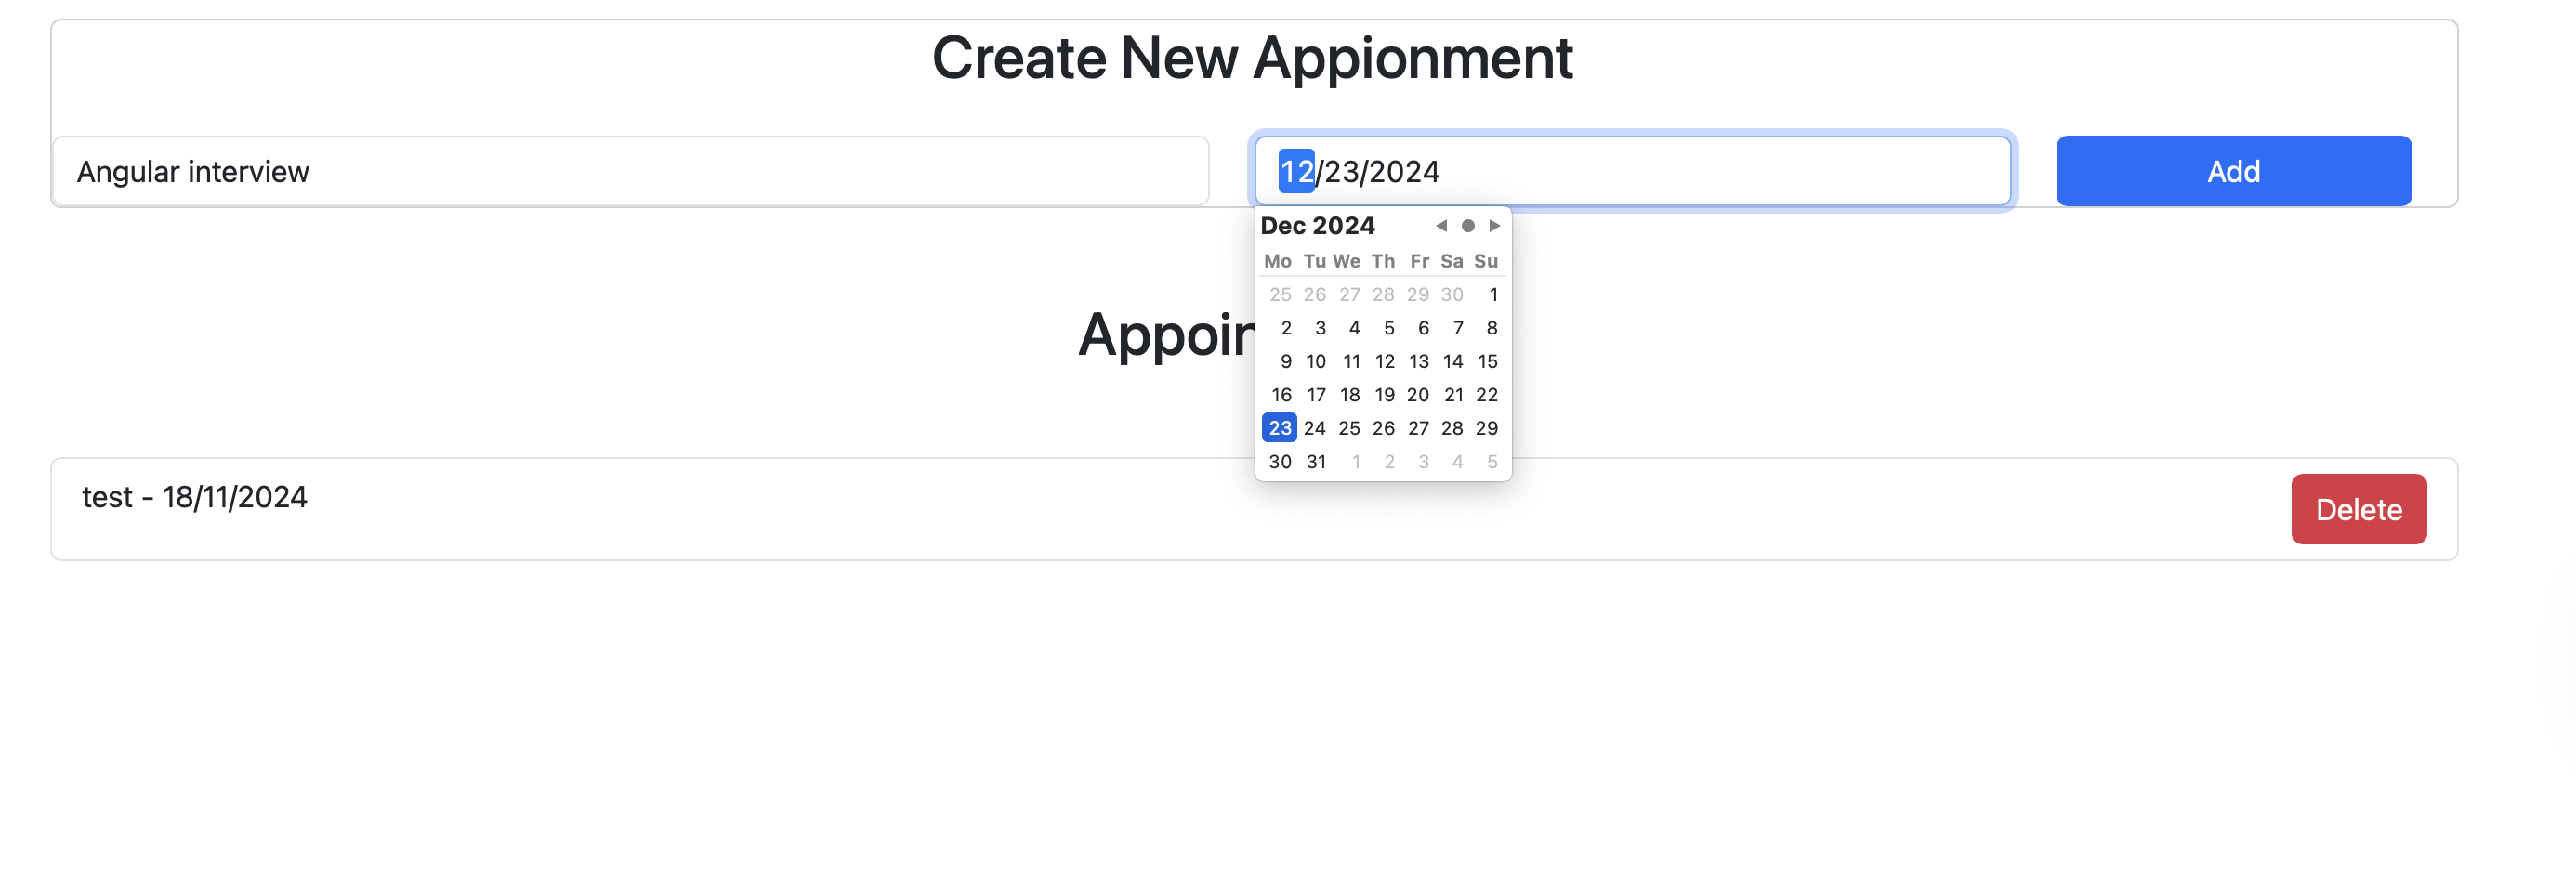 Create New Appionment
Angular interview
12/23/2024
Add
Dec 2024
Mo Tu We Th Fr Sa Su
25 26 27 28 29 30 1
2 3 4 5 6 7 8
9 10 11 12 13 14 15
16 17 18 19 20 21 22
23 24 25 26 27 28 29
30 31 1 2 3 4 5
test - 18/11/2024
Delete